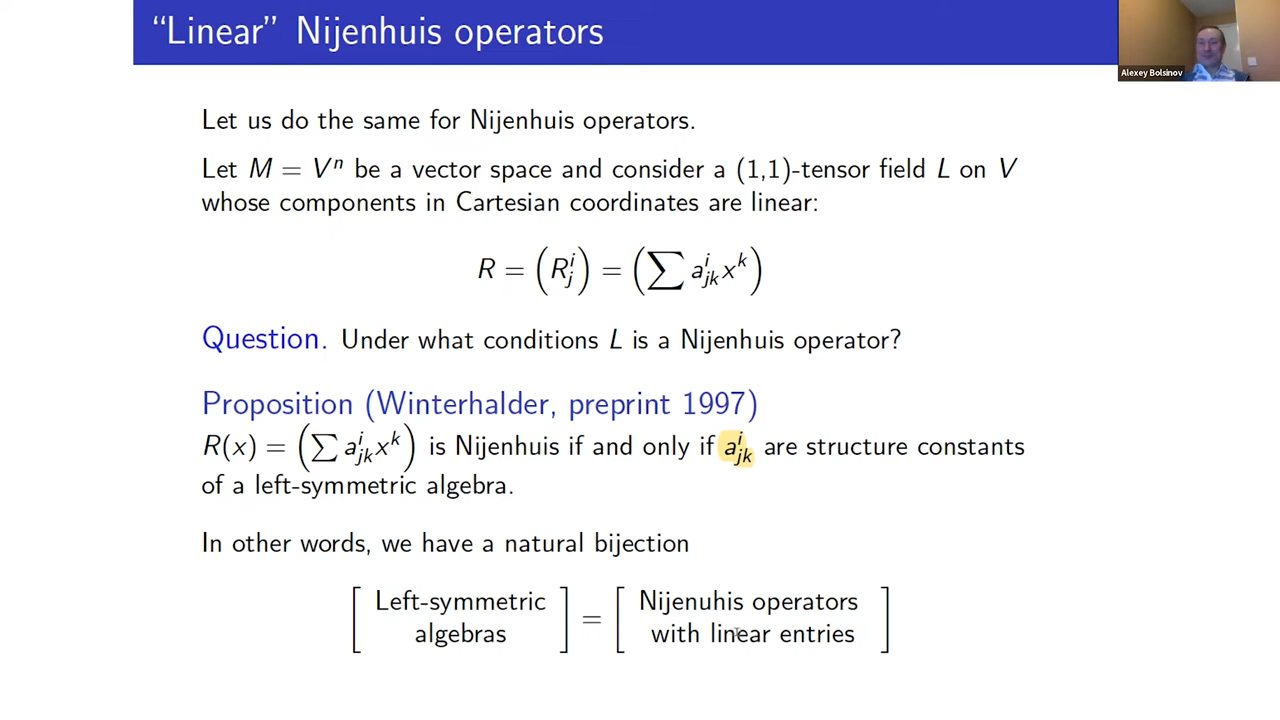 “Linear” Nijenhuis operators
Alexey Bolsinov
Let us do the same for Nijenhuis operators.
Let M = Vⁿ be a vector space and consider a (1,1)-tensor field L on V
whose components in Cartesian coordinates are linear:
R = (R^i_j) = (∑ a^i_{jk} x^k)
Question. Under what conditions L is a Nijenhuis operator?
Proposition (Winterhalder, preprint 1997)
R(x) = (∑ a^i_{jk} x^k) is Nijenhuis if and only if a^i_{jk} are structure constants
of a left-symmetric algebra.
In other words, we have a natural bijection
[ Left-symmetric algebras ] = [ Nijenuhis operators with linear entries ]